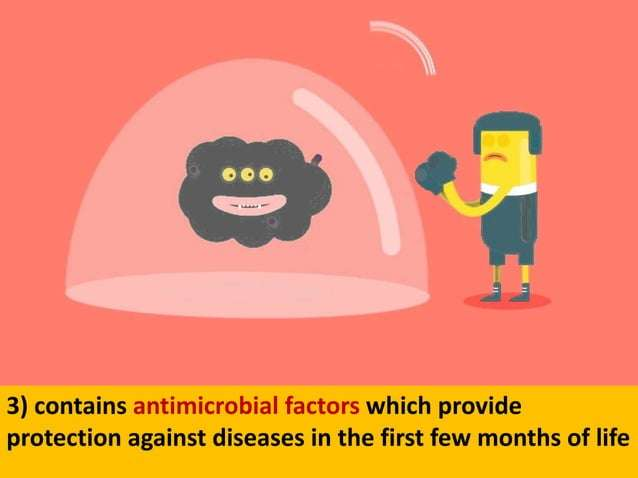 3) contains antimicrobial factors which provide
protection against diseases in the first few months of life